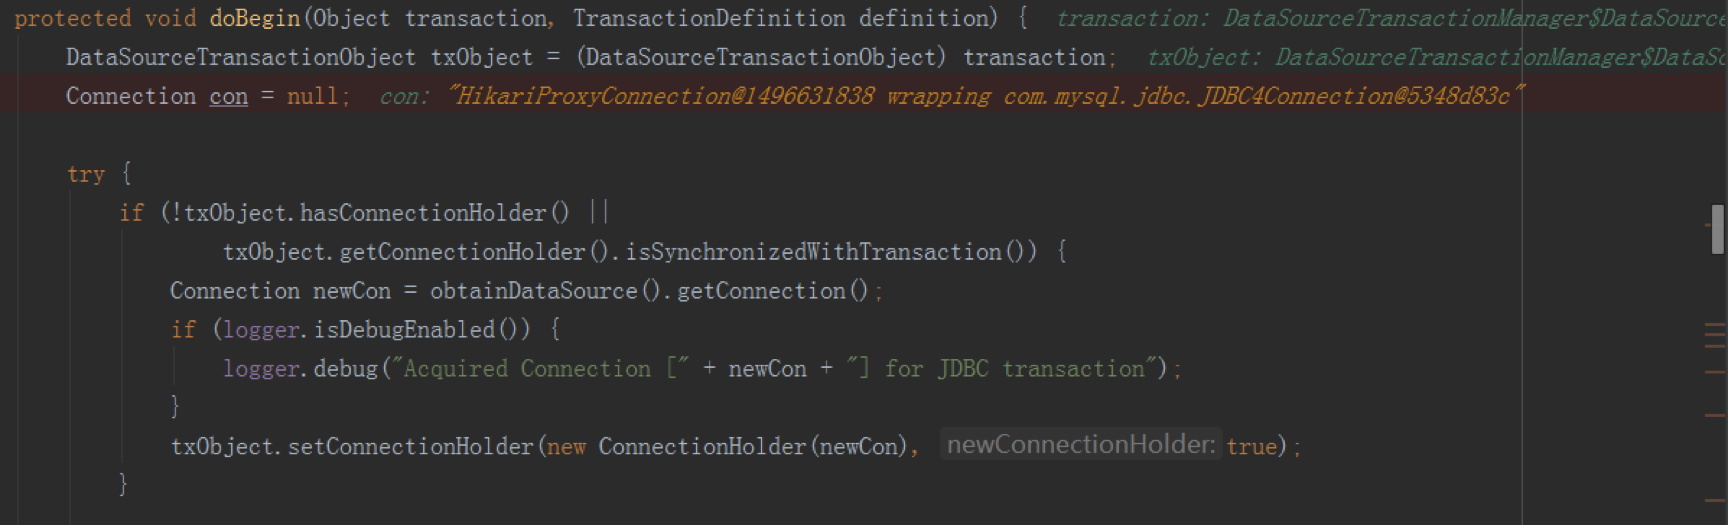 protected void doBegin(Object transaction, TransactionDefinition definition) {  transaction: DataSourceTransactionManager$DataSource
DataSourceTransactionObject txObject = (DataSourceTransactionObject) transaction;  txObject: DataSourceTransactionManager$DataSo
Connection con = null;  con: "HikariProxyConnection@1496631838 wrapping com.mysql.jdbc.JDBC4Connection@5348d83c"
try {
if (!txObject.hasConnectionHolder() ||
txObject.getConnectionHolder().isSynchronizedWithTransaction()) {
Connection newCon = obtainDataSource().getConnection();
if (logger.isDebugEnabled()) {
logger.debug("Acquired Connection [" + newCon + "] for JDBC transaction");
}
txObject.setConnectionHolder(new ConnectionHolder(newCon), newConnectionHolder: true);
}